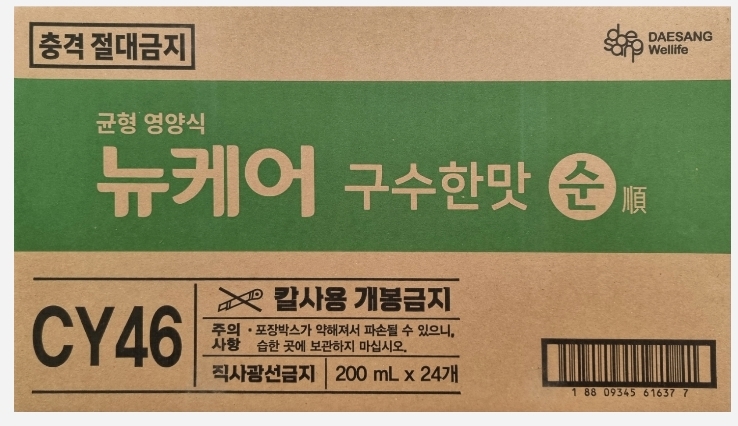 충격 절대금지
DAESANG
Wellife
균형 영양식
뉴케어 구수한맛 순 順
CY46
칼사용 개봉금지
주의사항 · 포장박스가 약해져서 파손될 수 있으니,
습한 곳에 보관하지 마십시오.
직사광선금지 200 mL x 24개
1 88 09345 61637 7